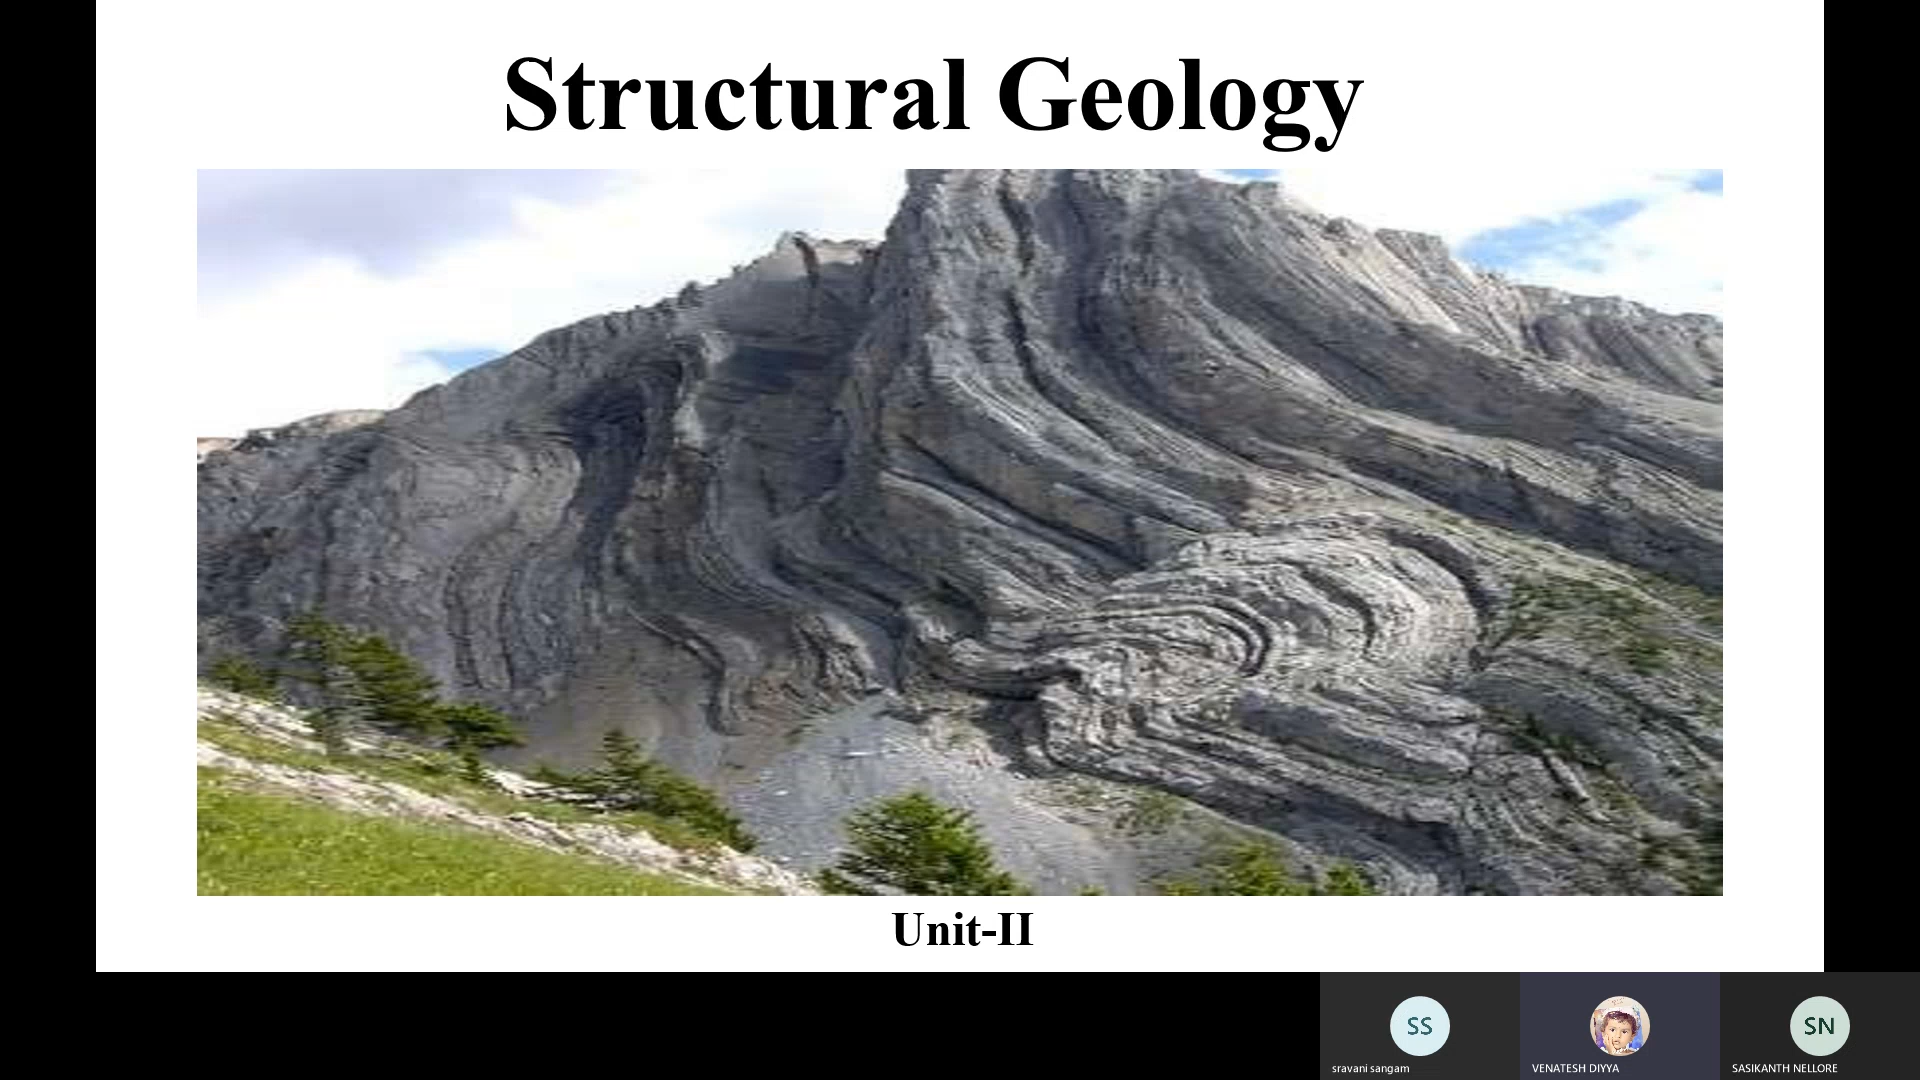 Structural Geology
Unit-II
SS
SN
sravani sangam
VENATESH DIYYA
SASIKANTH NELLORE